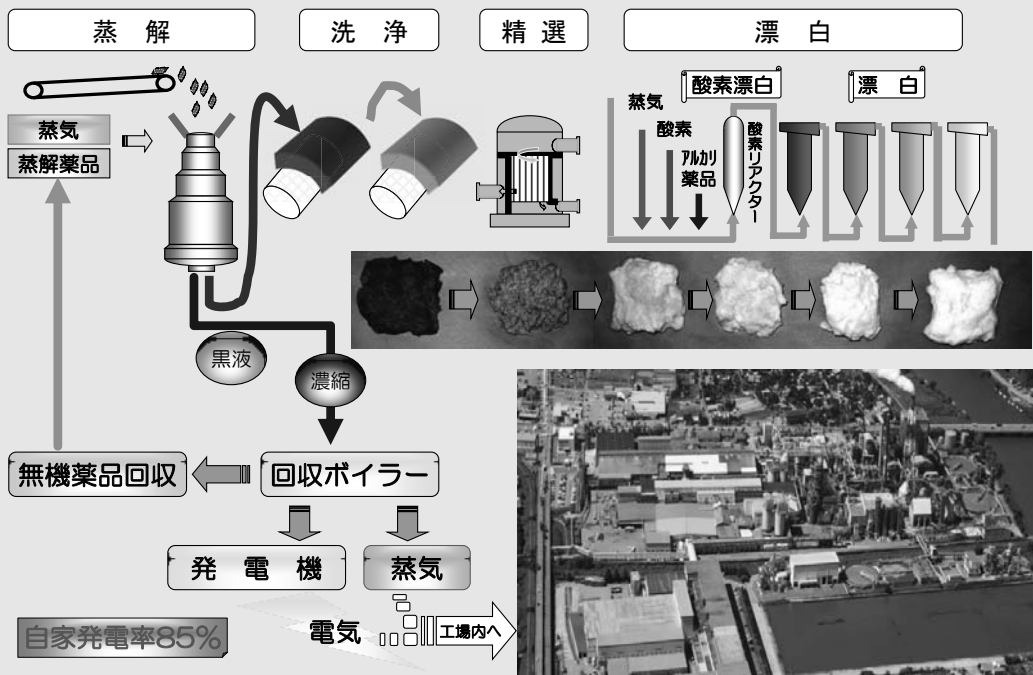 蒸解
洗浄
精選
漂白
蒸気
蒸解薬品
酸素漂白
漂白
蒸気
酸素
アルカリ
薬品
酸素リアクター
黒液
濃縮
無機薬品回収
回収ボイラー
発電機
蒸気
電気
工場内へ
自家発電率85%